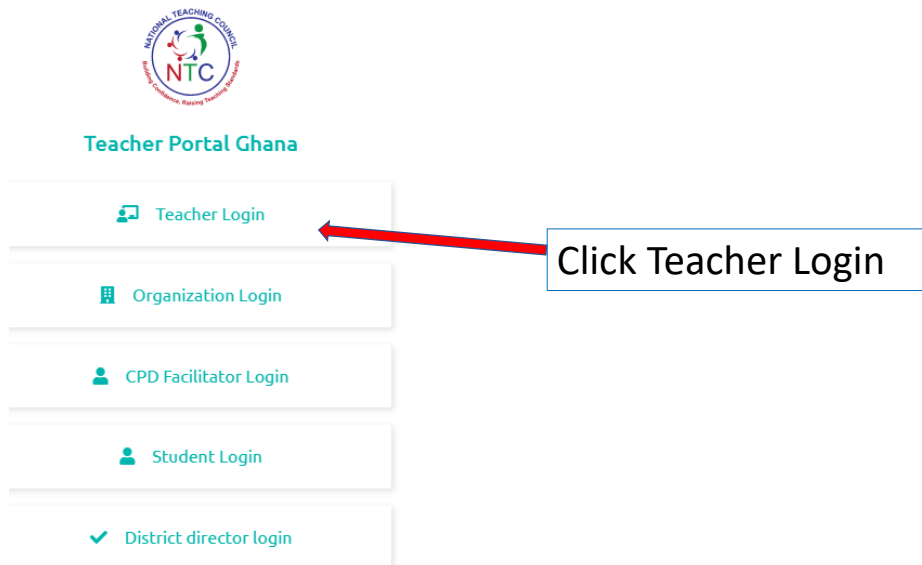 NATIONAL TEACHING COUNCIL
NTC
Building Confidence, Raising Teaching Standards
Teacher Portal Ghana
Teacher Login
Click Teacher Login
Organization Login
CPD Facilitator Login
Student Login
District director login